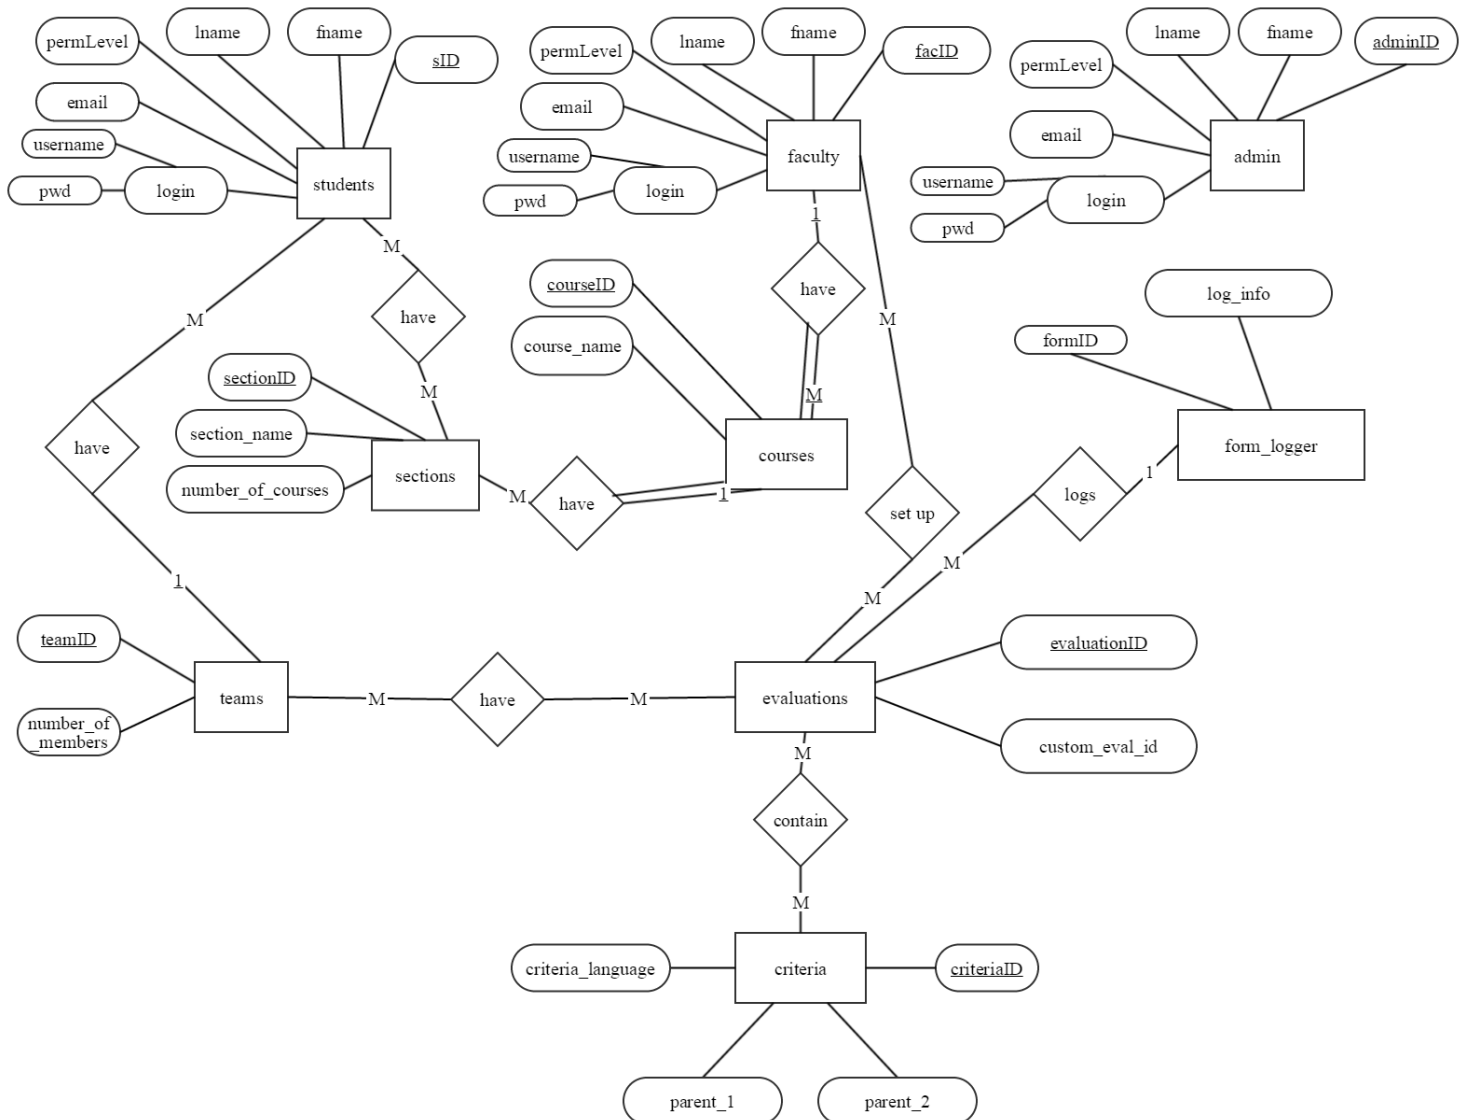 permLevel
lname
fname
sID
email
username
pwd
login
students
permLevel
lname
fname
facID
email
username
pwd
login
faculty
permLevel
lname
fname
adminID
email
username
pwd
login
admin
M
have
M
M
have
1
1
have
M
M
set up
M
courseID
course_name
courses
sectionID
section_name
number_of_courses
sections
M
have
1
log_info
formID
form_logger
1
logs
M
teamID
number_of
_members
teams
M
have
M
evaluations
evaluationID
custom_eval_id
M
contain
M
criteria_language
criteria
criteriaID
parent_1
parent_2